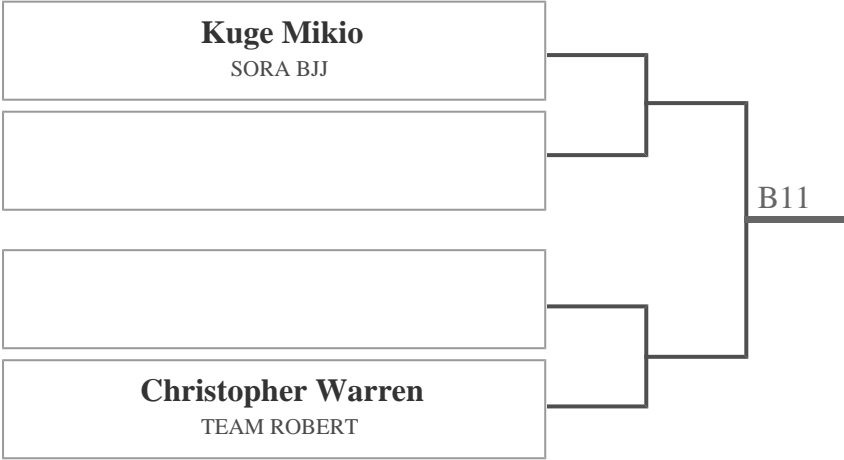 Kuge Mikio
SORA BJJ
B11
Christopher Warren
TEAM ROBERT